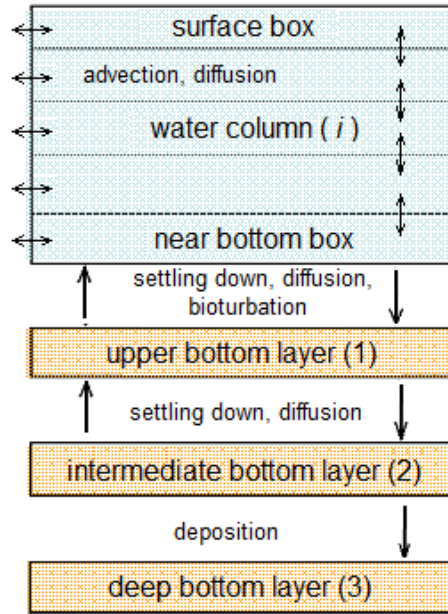 surface box
advection, diffusion
water column ( i )
near bottom box
settling down, diffusion,
bioturbation
upper bottom layer (1)
settling down, diffusion
intermediate bottom layer (2)
deposition
deep bottom layer (3)